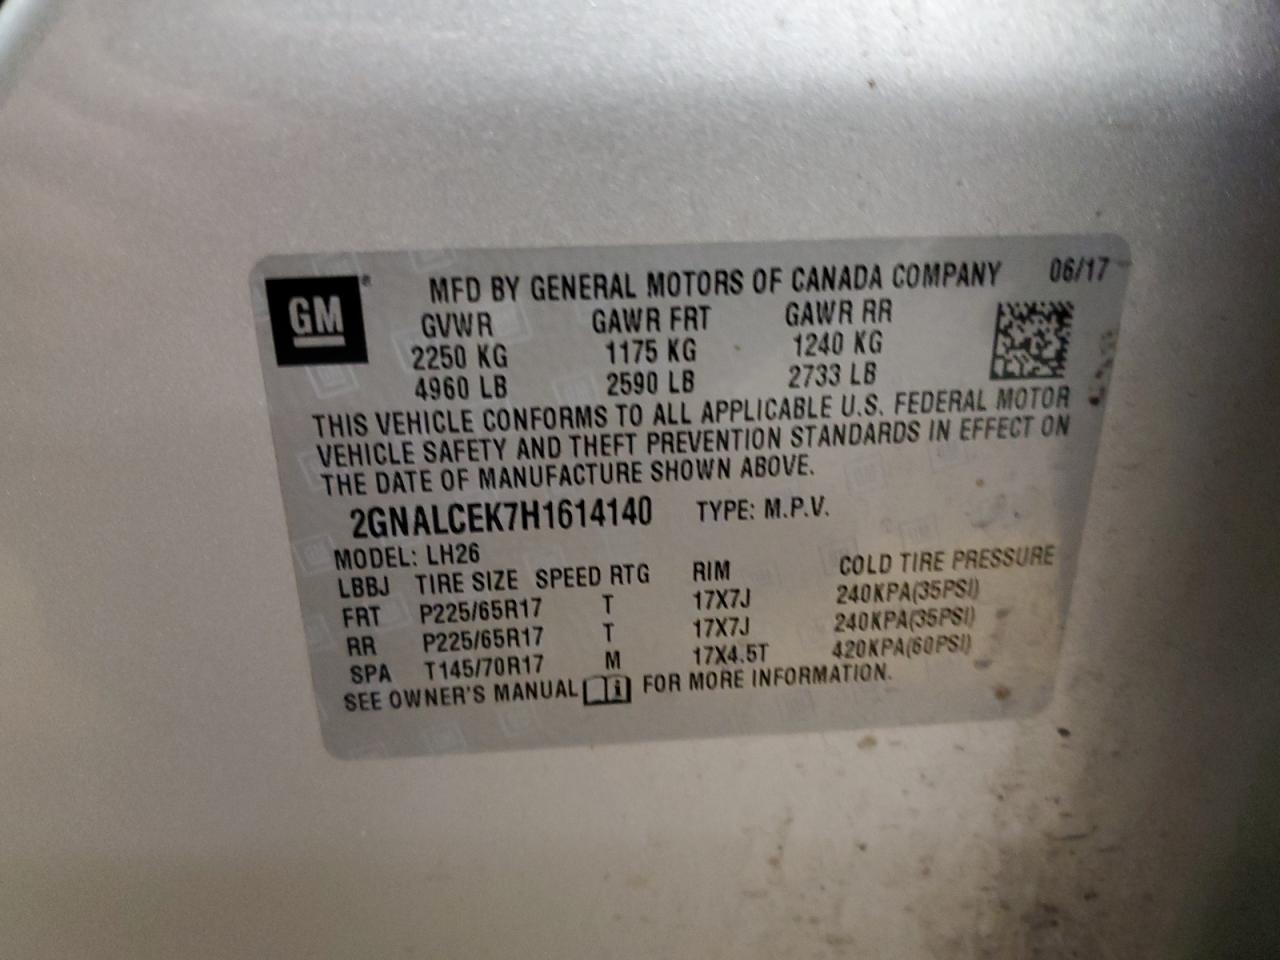 GM ® MFD BY GENERAL MOTORS OF CANADA COMPANY 06/17
GVWR GAWR FRT GAWR RR
2250 KG 1175 KG 1240 KG
4960 LB 2590 LB 2733 LB
THIS VEHICLE CONFORMS TO ALL APPLICABLE U.S. FEDERAL MOTOR
VEHICLE SAFETY AND THEFT PREVENTION STANDARDS IN EFFECT ON
THE DATE OF MANUFACTURE SHOWN ABOVE.
2GNALCEK7H1614140 TYPE: M.P.V.
MODEL: LH26
LBBJ TIRE SIZE SPEED RTG RIM COLD TIRE PRESSURE
FRT P225/65R17 T 17X7J 240KPA(35PSI)
RR P225/65R17 T 17X7J 240KPA(35PSI)
SPA T145/70R17 M 17X4.5T 420KPA(60PSI)
SEE OWNER'S MANUAL i FOR MORE INFORMATION.